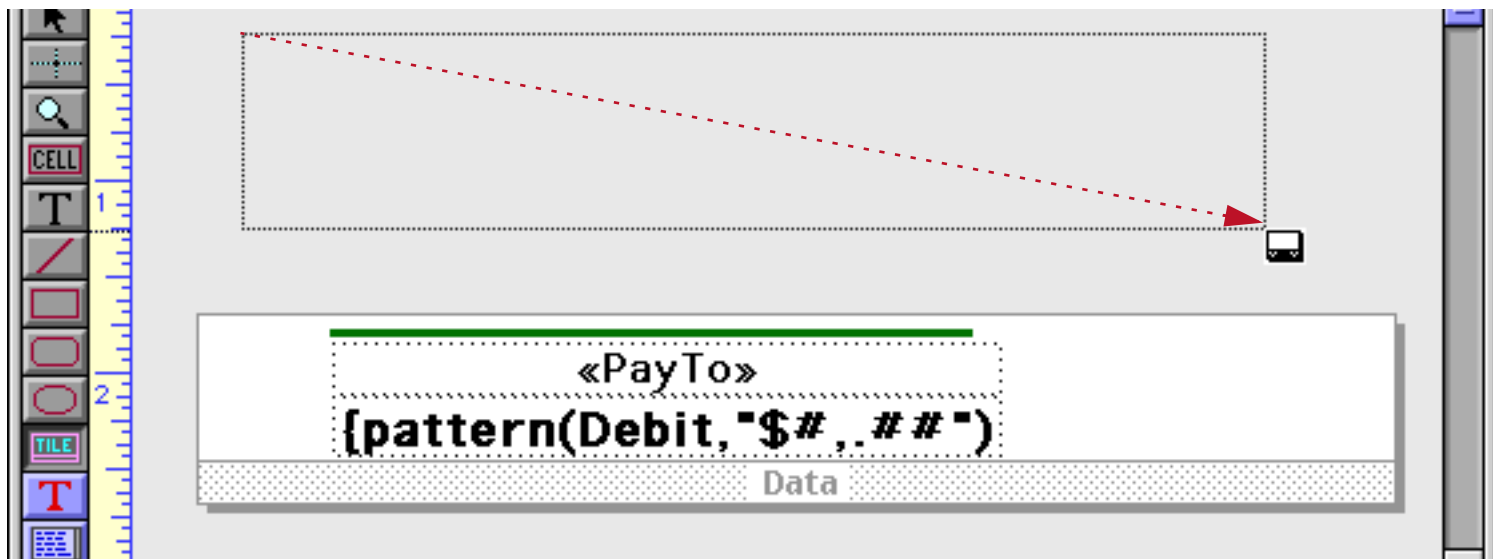 CELL
T
1
«PayTo»
2
{pattern(Debit,"$#,.##")
TILE
Data
T